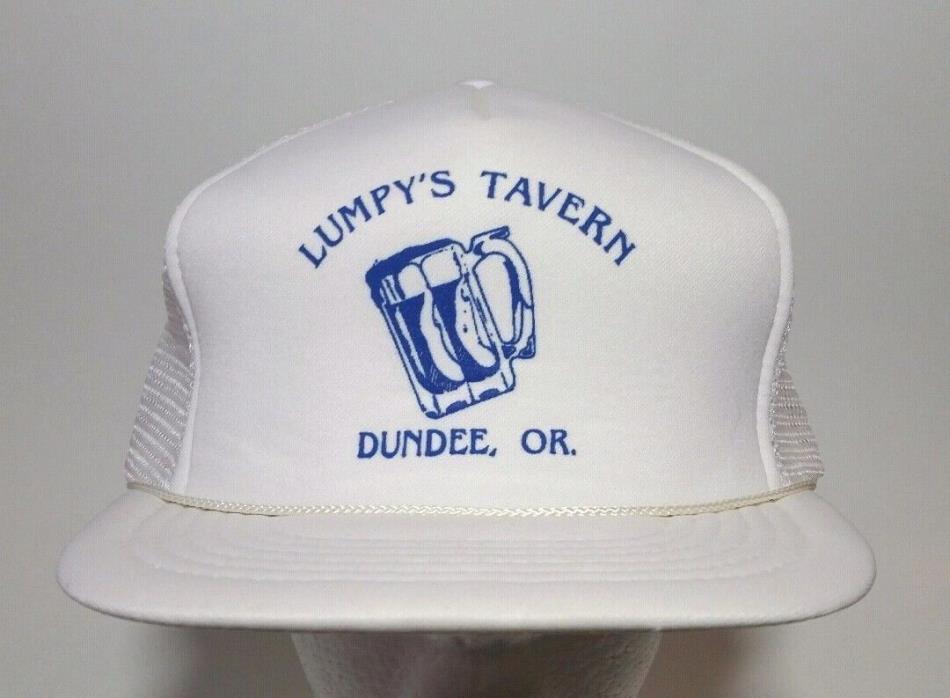 LUMPY'S TAVERN
DUNDEE, OR.